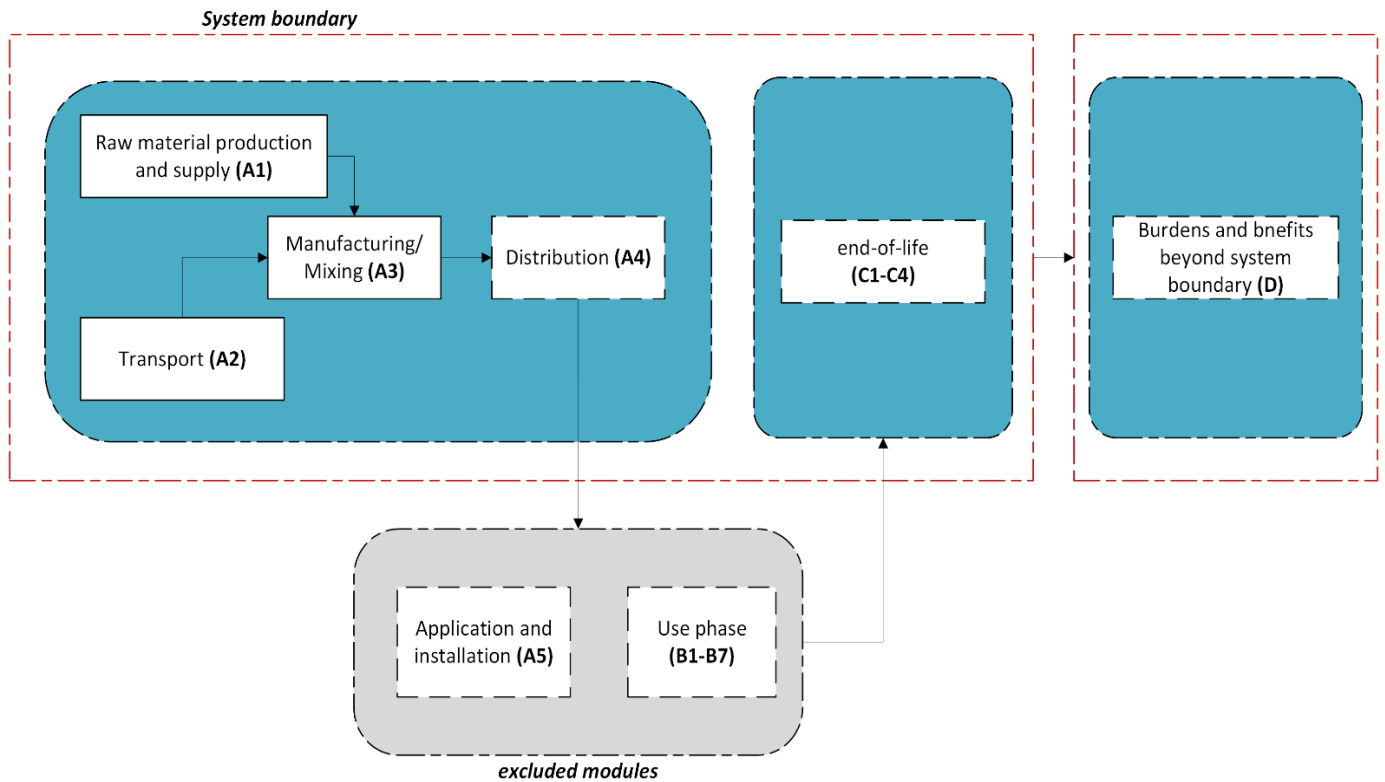 System boundary
Raw material production
and supply (A1)
Manufacturing/
Mixing (A3)
Distribution (A4)
Transport (A2)
end-of-life
(C1-C4)
Burdens and bnefits
beyond system
boundary (D)
Application and
installation (A5)
Use phase
(B1-B7)
excluded modules